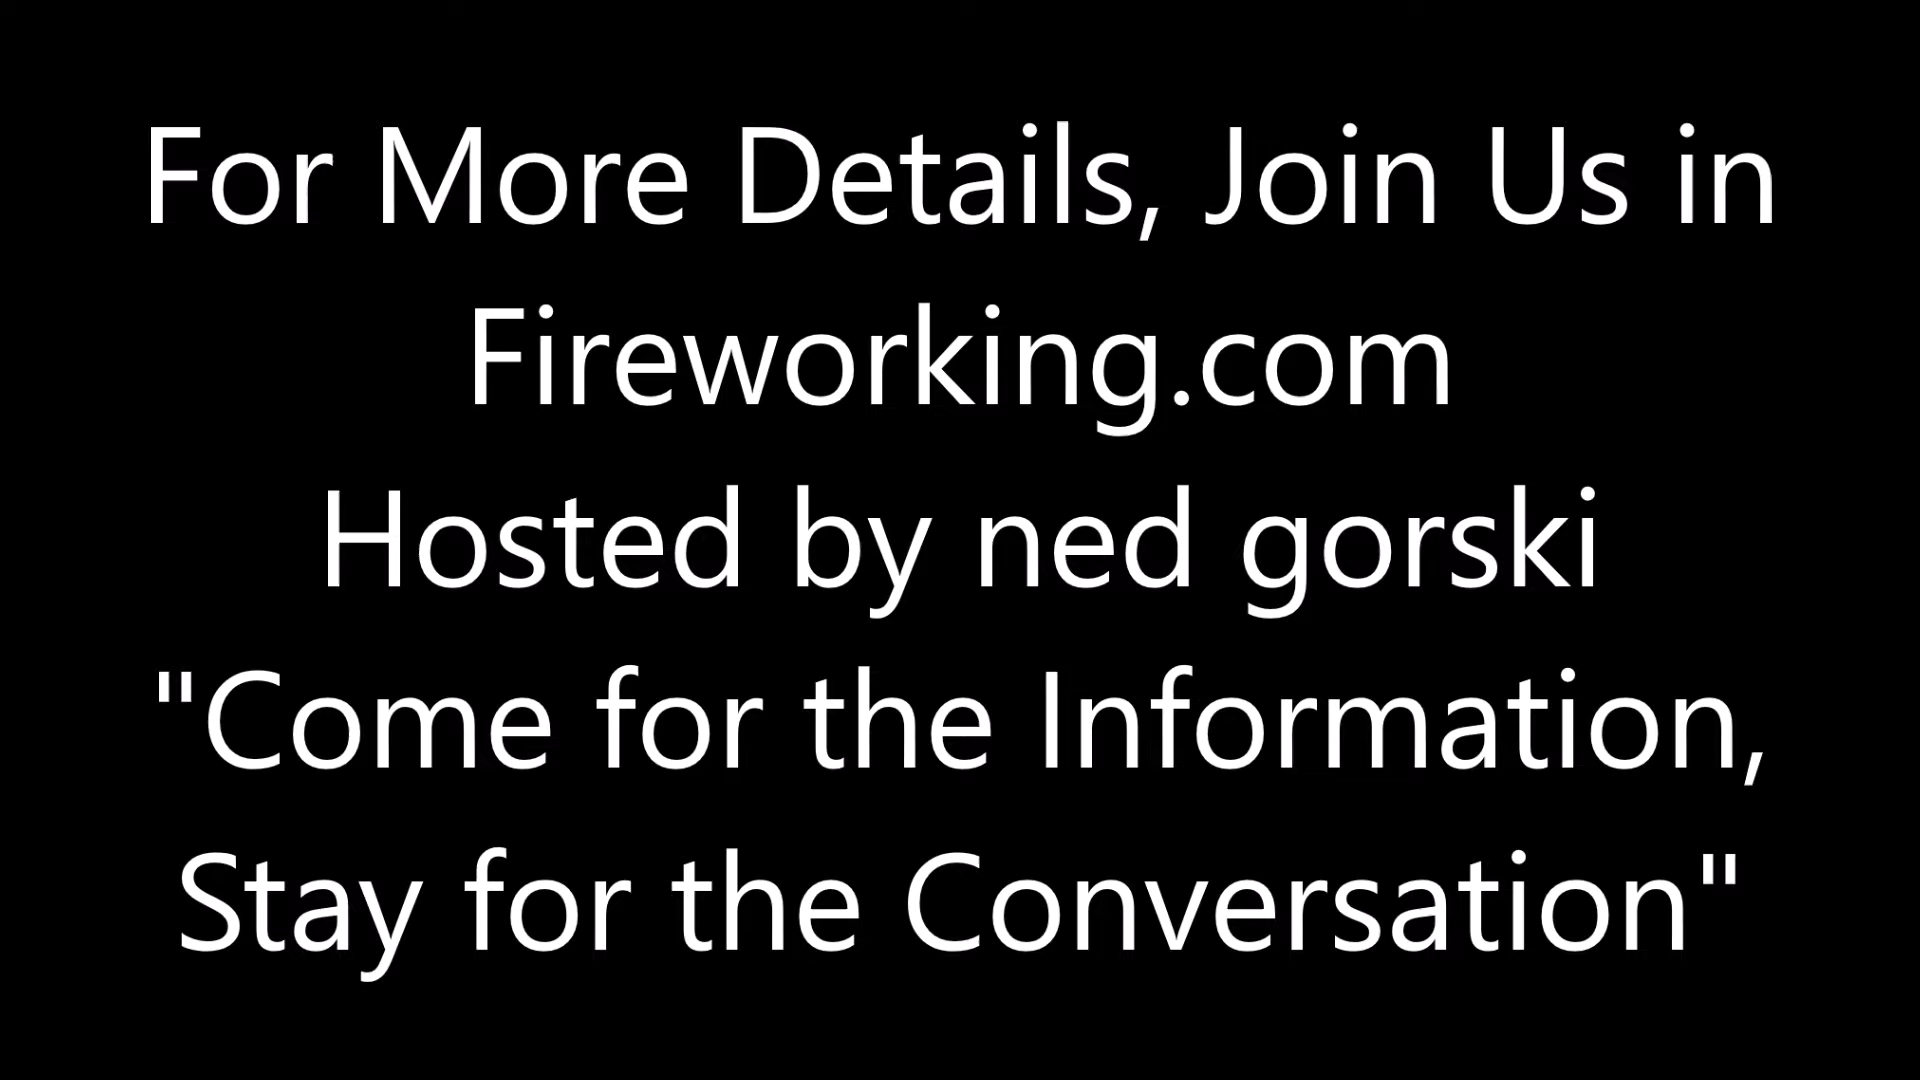 For More Details, Join Us in
Fireworking.com
Hosted by ned gorski
"Come for the Information,
Stay for the Conversation"